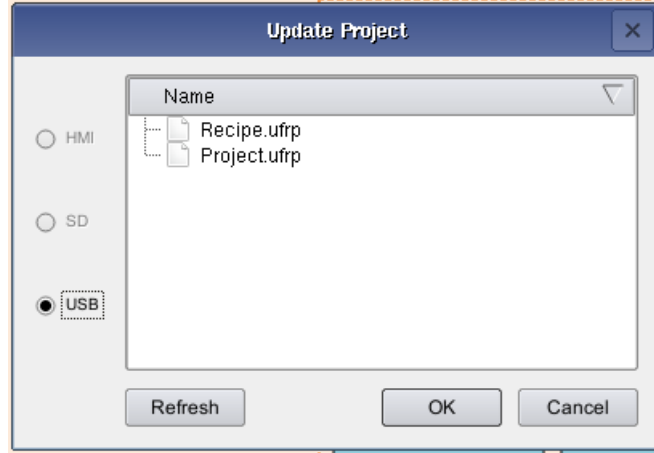 Update Project
Name
HMI
Recipe.ufrp
Project.ufrp
SD
USB
Refresh
OK
Cancel